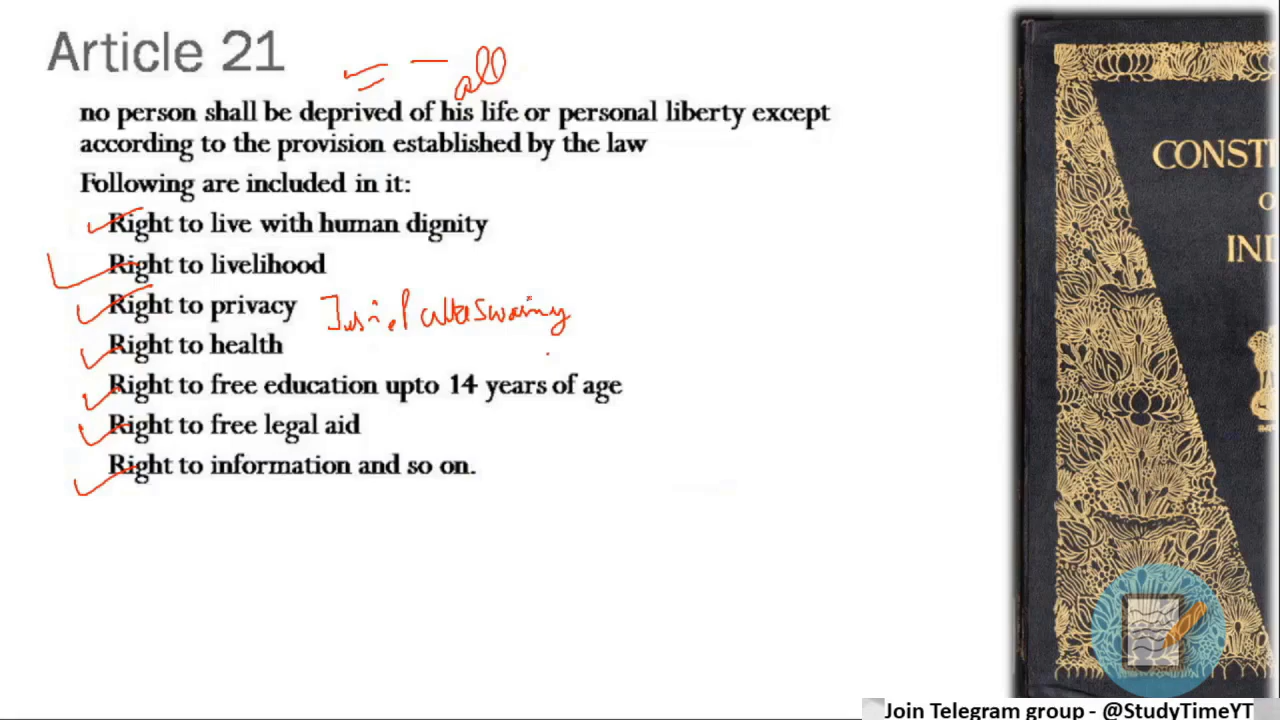 Article 21
all
no person shall be deprived of his life or personal liberty except
according to the provision established by the law
Following are included in it:
Right to live with human dignity
Right to livelihood
Right to privacy
Right to health
Right to free education upto 14 years of age
Right to free legal aid
Right to information and so on.
CONSTI
O
IND
Join Telegram group - @StudyTimeYT